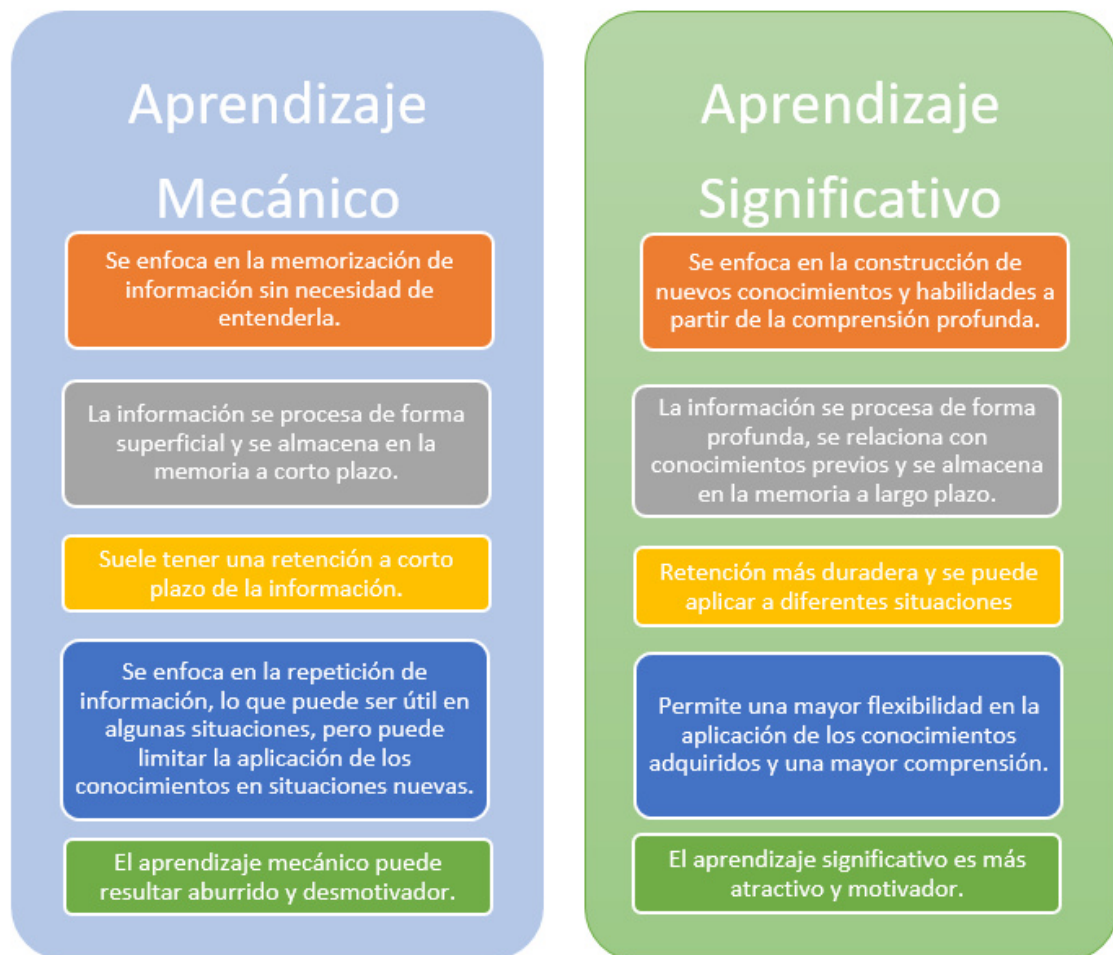 Aprendizaje
Mecánico
Se enfoca en la memorización de
información sin necesidad de
entenderla.
La información se procesa de forma
superficial y se almacena en la
memoria a corto plazo.
Suele tener una retención a corto
plazo de la información.
Se enfoca en la repetición de
información, lo que puede ser útil en
algunas situaciones, pero puede
limitar la aplicación de los
conocimientos en situaciones nuevas.
El aprendizaje mecánico puede
resultar aburrido y desmotivador.
Aprendizaje
Significativo
Se enfoca en la construcción de
nuevos conocimientos y habilidades a
partir de la comprensión profunda.
La información se procesa de forma
profunda, se relaciona con
conocimientos previos y se almacena
en la memoria a largo plazo.
Retención más duradera y se puede
aplicar a diferentes situaciones
Permite una mayor flexibilidad en la
aplicación de los conocimientos
adquiridos y una mayor comprensión.
El aprendizaje significativo es más
atractivo y motivador.